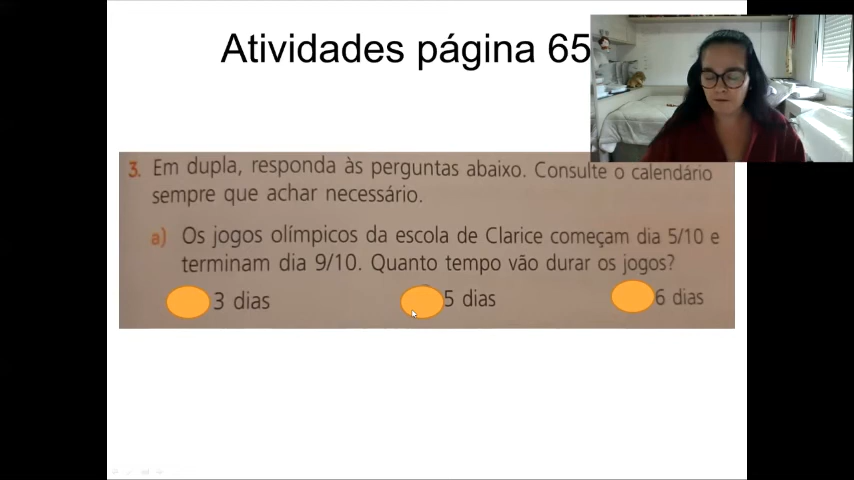 Atividades página 65
3. Em dupla, responda às perguntas abaixo. Consulte o calendário
sempre que achar necessário.
a) Os jogos olímpicos da escola de Clarice começam dia 5/10 e
terminam dia 9/10. Quanto tempo vão durar os jogos?
3 dias 5 dias 6 dias